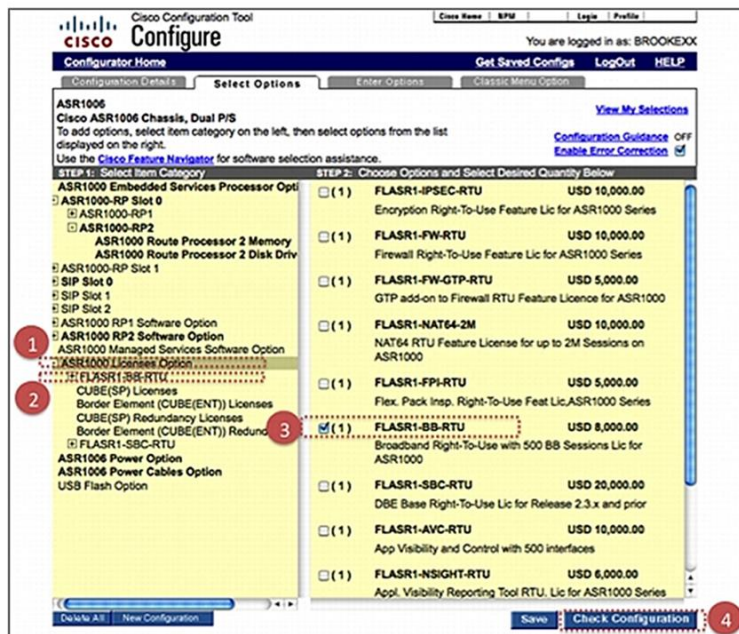 Cisco Configuration Tool
CISCO
Configure
Cisco Home NPM Login Profile
You are logged in as: BROOKEXX
Configurator Home
Get Saved Configs LogOut HELP
Configuration Details
Select Options
Enter Options
Classic Menu Option
ASR1006
Cisco ASR1006 Chassis, Dual P/S
To add options, select item category on the left, then select options from the list
displayed on the right.
Use the Cisco Feature Navigator for software selection assistance.
View My Selections
Configuration Guidance OFF
Enable Error Correction
STEP 1: Select Item Category
ASR1000 Embedded Services Processor Opti
ASR1000-RP Slot 0
ASR1000-RP1
ASR1000-RP2
ASR1000 Route Processor 2 Memory
ASR1000 Route Processor 2 Disk Driv
ASR1000-RP Slot 1
SIP Slot 0
SIP Slot 1
SIP Slot 2
ASR1000 RP1 Software Option
ASR1000 RP2 Software Option
1
ASR1000 Managed Services Software Option
ASR1000 Licenses Option
FLASR1-BB-RTU
2
CUBE(SP) Licenses
Border Element (CUBE(ENT)) Licenses
CUBE(SP) Redundancy Licenses
Border Element (CUBE(ENT)) Redund
FLASR1-SBC-RTU
ASR1006 Power Option
ASR1006 Power Cables Option
USB Flash Option
STEP 2: Choose Options and Select Desired Quantity Below
(1) FLASR1-IPSEC-RTU USD 10,000.00
Encryption Right-To-Use Feature Lic for ASR1000 Series
(1) FLASR1-FW-RTU USD 10,000.00
Firewall Right-To-Use Feature Lic for ASR1000 Series
(1) FLASR1-FW-GTP-RTU USD 5,000.00
GTP add-on to Firewall RTU Feature Licence for ASR1000
(1) FLASR1-NAT64-2M USD 10,000.00
NAT64 RTU Feature License for up to 2M Sessions on
ASR1000
(1) FLASR1-FPI-RTU USD 5,000.00
Flex. Pack Insp. Right-To-Use Feat Lic,ASR1000 Series
3
(1) FLASR1-BB-RTU USD 8,000.00
Broadband Right-To-Use with 500 BB Sessions Lic for
ASR1000
(1) FLASR1-SBC-RTU USD 20,000.00
DBE Base Right-To-Use Lic for Release 2.3.x and prior
(1) FLASR1-AVC-RTU USD 10,000.00
App Visibility and Control with 500 interfaces
(1) FLASR1-NSIGHT-RTU USD 6,000.00
Appl. Visibility Reporting Tool RTU. Lic for ASR1000 Series
Delete All
New Configuration
Save
Check Configuration
4